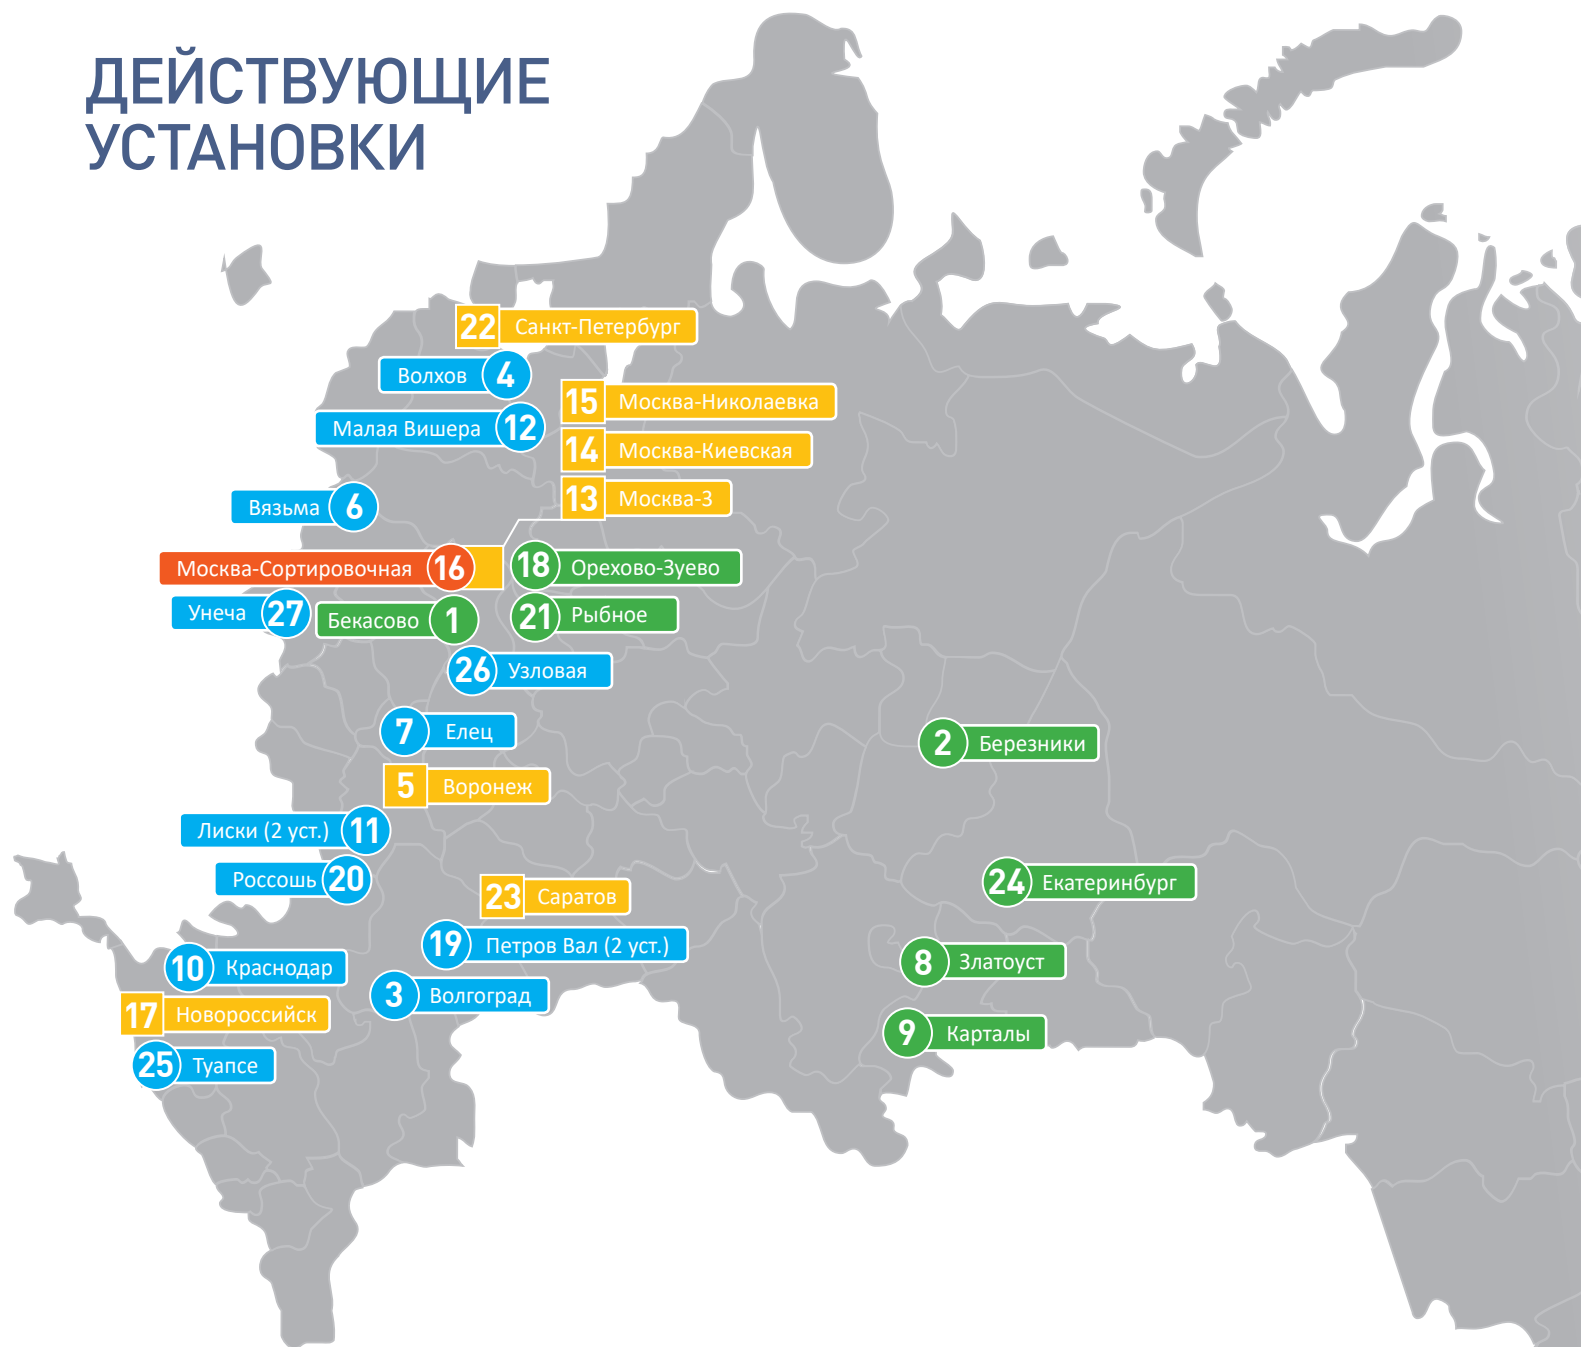 ДЕЙСТВУЮЩИЕ
УСТАНОВКИ
22 Санкт-Петербург
Волхов 4
15 Москва-Николаевка
Малая Вишера 12
14 Москва-Киевская
13 Москва-3
Вязьма 6
Москва-Сортировочная 16
18 Орехово-Зуево
Унеча 27
Бекасово 1
21 Рыбное
26 Узловая
7 Елец
2 Березники
5 Воронеж
Лиски (2 уст.) 11
Россошь 20
24 Екатеринбург
23 Саратов
19 Петров Вал (2 уст.)
10 Краснодар
8 Златоуст
3 Волгоград
17 Новороссийск
9 Карталы
25 Туапсе